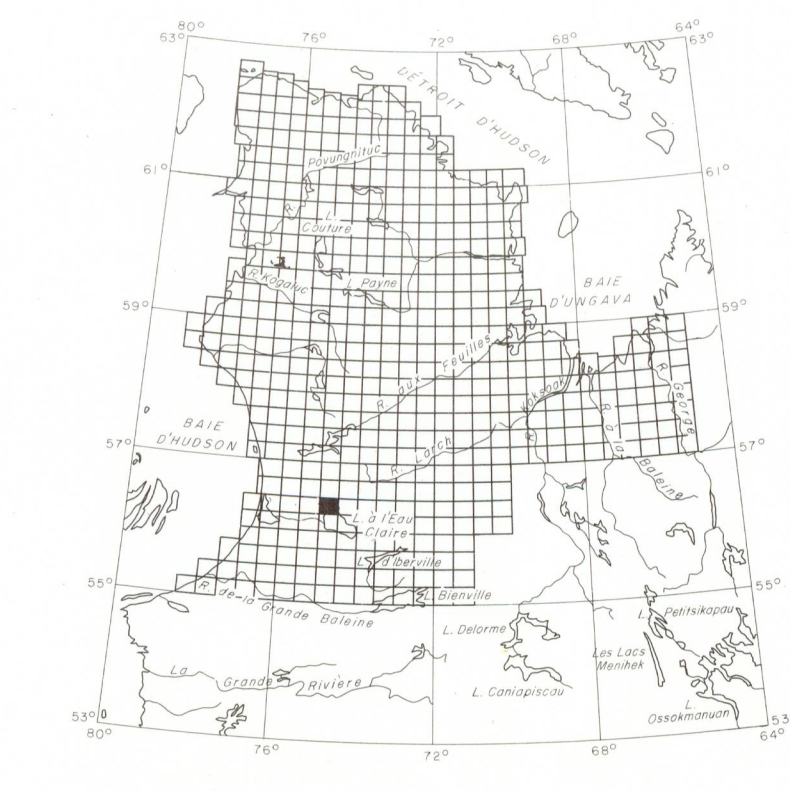 80°
63°
76°
72°
68°
64°
63°
DÉTROIT D'HUDSON
61°
61°
R. Povungnituc
L.
Couture
R. Kogaluc
L. Payne
BAIE
D'UNGAVA
59°
59°
R. aux Feuilles
R. Koksoak
R. George
BAIE
D'HUDSON
57°
57°
R. Larch
R. à la Baleine
L. à l'Eau
Claire
L. d'Iberville
55°
55°
R. de-la Grande Baleine
L. Bienville
L. Delorme
L. Petitsikapau
Les Lacs
Menihek
La Grande Rivière
L. Caniapiscau
L.
Ossokmanuan
53°
53
80°
76°
72°
68°
64°